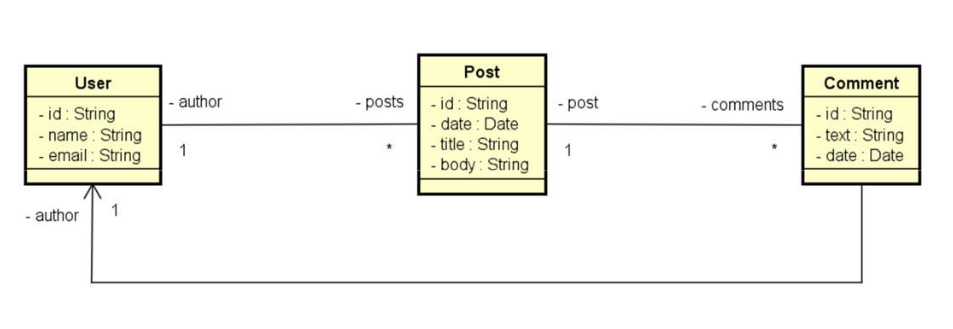 User
- id : String
- name : String
- email : String
- author
1
- posts
*
Post
- id : String
- date : Date
- title : String
- body : String
- post
1
- comments
*
Comment
- id : String
- text : String
- date : Date
- author
1